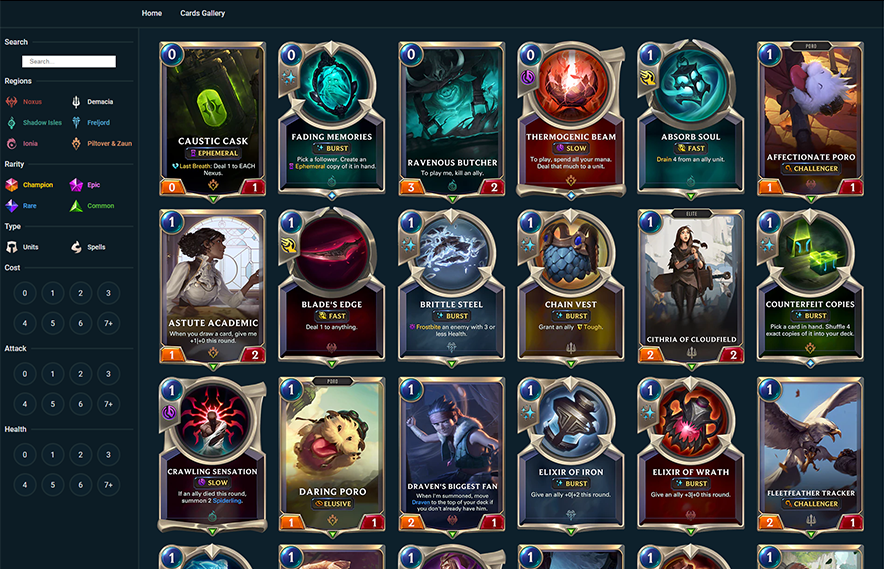 Home Cards Gallery
Search
Search...
Regions
Noxus Demacia
Shadow Isles Freljord
Ionia Piltover & Zaun
Rarity
Champion Epic
Rare Common
Type
Units Spells
Cost
0 1 2 3
4 5 6 7+
Attack
0 1 2 3
4 5 6 7+
Health
0 1 2 3
4 5 6 7+
0
CAUSTIC CASK
EPHEMERAL
Last Breath: Deal 1 to EACH
Nexus.
0 1
0
FADING MEMORIES
BURST
Pick a follower. Create an
Ephemeral copy of it in hand.
0
RAVENOUS BUTCHER
To play me, kill an ally.
3 2
0
THERMOGENIC BEAM
SLOW
To play, spend all your mana.
Deal that much to a unit.
1
ABSORB SOUL
FAST
Drain 4 from an ally unit.
1
PORO
AFFECTIONATE PORO
CHALLENGER
1 1
1
ASTUTE ACADEMIC
When you draw a card, give me
+1|+0 this round.
1 2
1
BLADE'S EDGE
FAST
Deal 1 to anything.
1
BRITTLE STEEL
BURST
Frostbite an enemy with 3 or
less Health.
1
CHAIN VEST
BURST
Grant an ally Tough.
1
ELITE
CITHRIA OF CLOUDFIELD
2 2
1
COUNTERFEIT COPIES
BURST
Pick a card in hand. Shuffle 4
exact copies of it into your deck.
1
CRAWLING SENSATION
SLOW
If an ally died this round,
summon 2 Spiderling.
1
PORO
DARING PORO
ELUSIVE
1 1
1
DRAVEN'S BIGGEST FAN
When I'm summoned, move
Draven to the top of your deck if
you don't already have him.
2 1
1
ELIXIR OF IRON
BURST
Give an ally +0|+2 this round.
1
ELIXIR OF WRATH
BURST
Give an ally +3|+0 this round.
1
FLEETFEATHER TRACKER
CHALLENGER
2 1
1 1 1 1 1 1